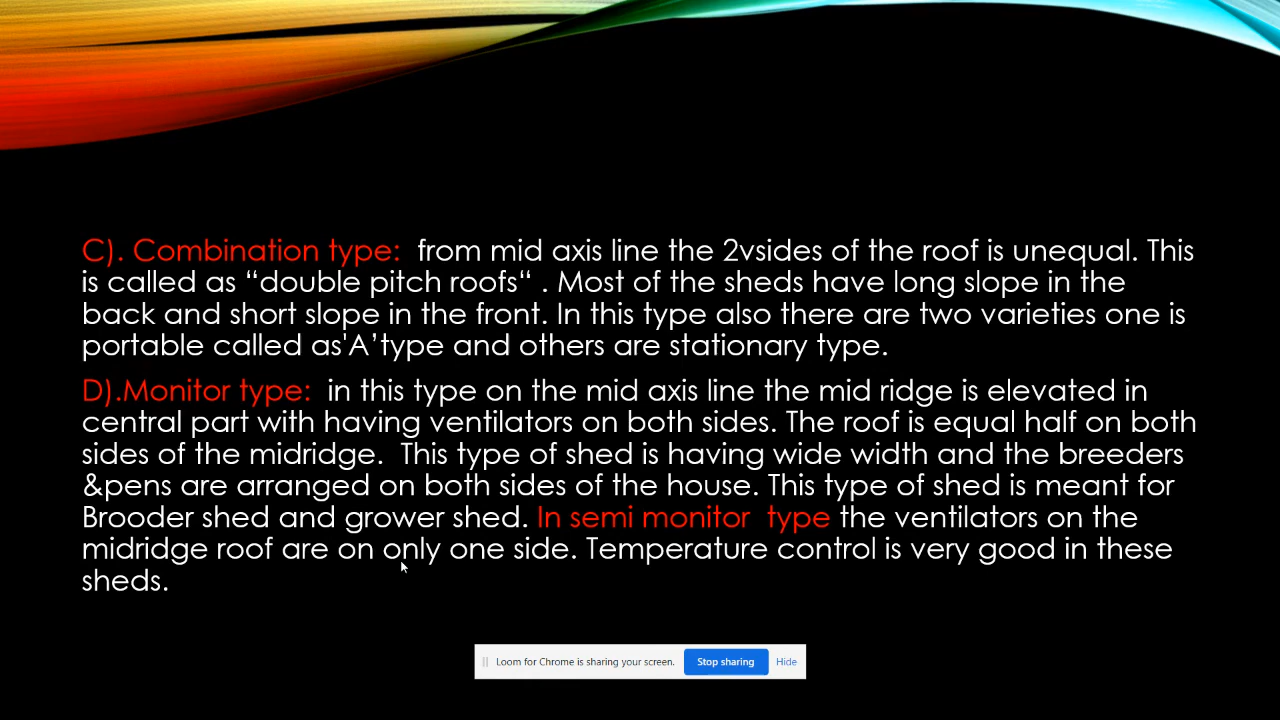 C). Combination type:  from mid axis line the 2vsides of the roof is unequal. This
is called as “double pitch roofs“ . Most of the sheds have long slope in the
back and short slope in the front. In this type also there are two varieties one is
portable called as'A’type and others are stationary type.
D).Monitor type:  in this type on the mid axis line the mid ridge is elevated in
central part with having ventilators on both sides. The roof is equal half on both
sides of the midridge.  This type of shed is having wide width and the breeders
&pens are arranged on both sides of the house. This type of shed is meant for
Brooder shed and grower shed. In semi monitor  type the ventilators on the
midridge roof are on only one side. Temperature control is very good in these
sheds.
Loom for Chrome is sharing your screen. Stop sharing Hide